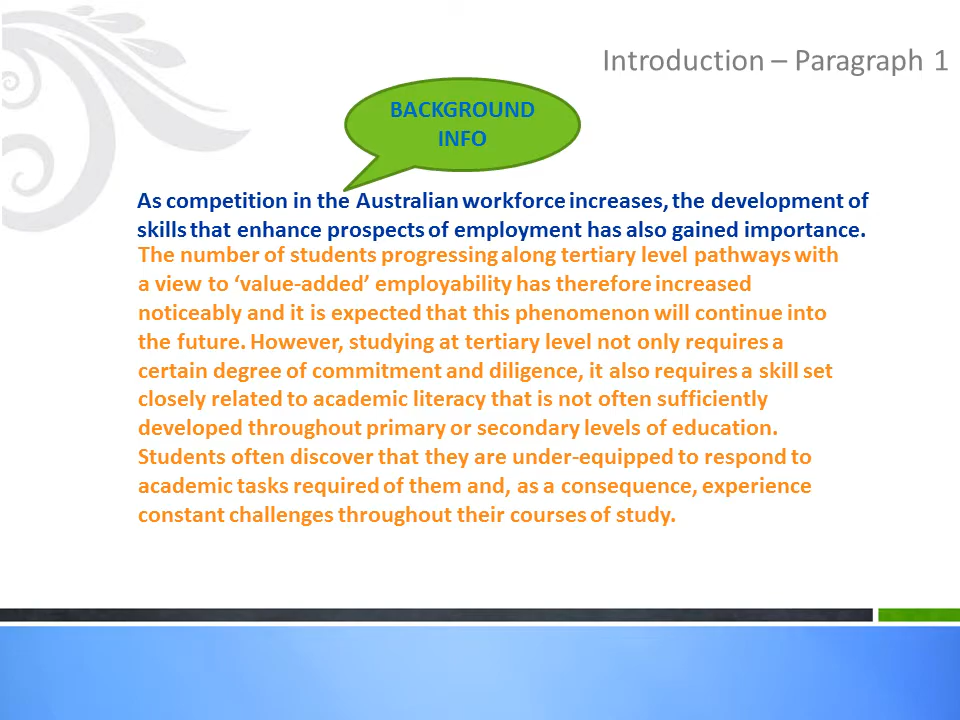 Introduction – Paragraph 1
BACKGROUND
INFO
As competition in the Australian workforce increases, the development of
skills that enhance prospects of employment has also gained importance.
The number of students progressing along tertiary level pathways with
a view to ‘value-added’ employability has therefore increased
noticeably and it is expected that this phenomenon will continue into
the future. However, studying at tertiary level not only requires a
certain degree of commitment and diligence, it also requires a skill set
closely related to academic literacy that is not often sufficiently
developed throughout primary or secondary levels of education.
Students often discover that they are under-equipped to respond to
academic tasks required of them and, as a consequence, experience
constant challenges throughout their courses of study.